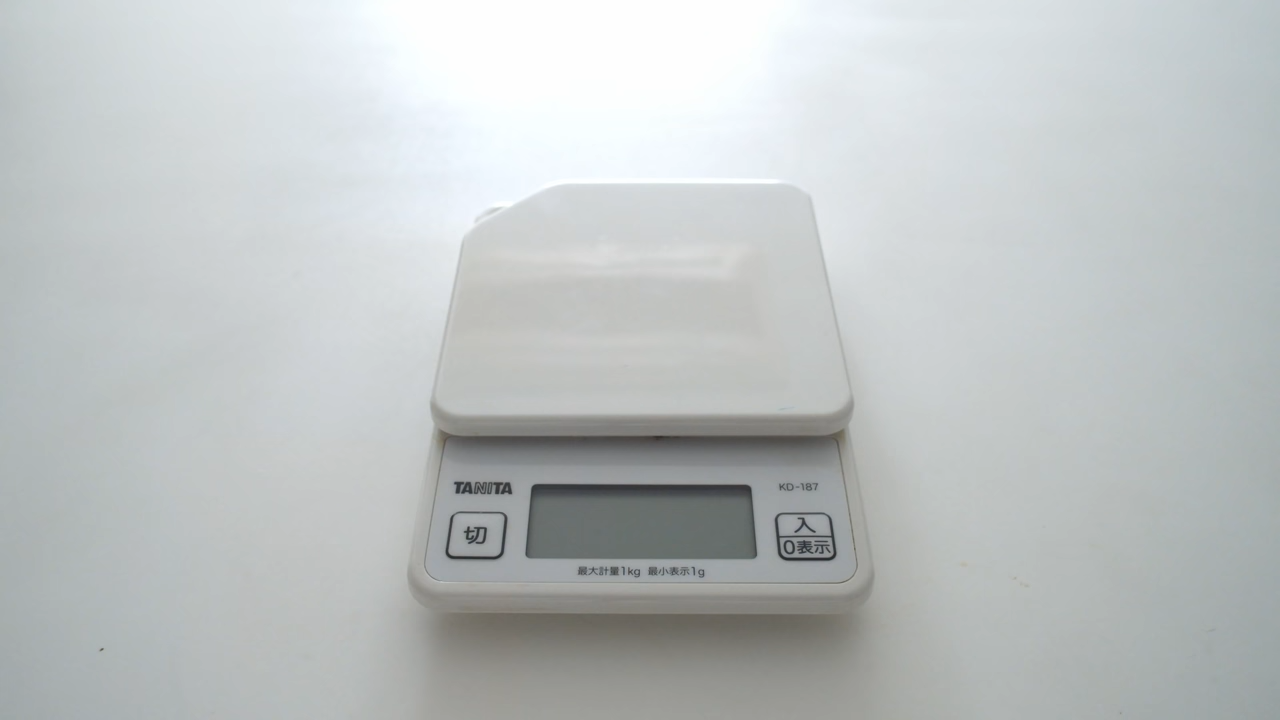 TANITA
KD-187
切
入
0表示
最大計量1kg 最小表示1g